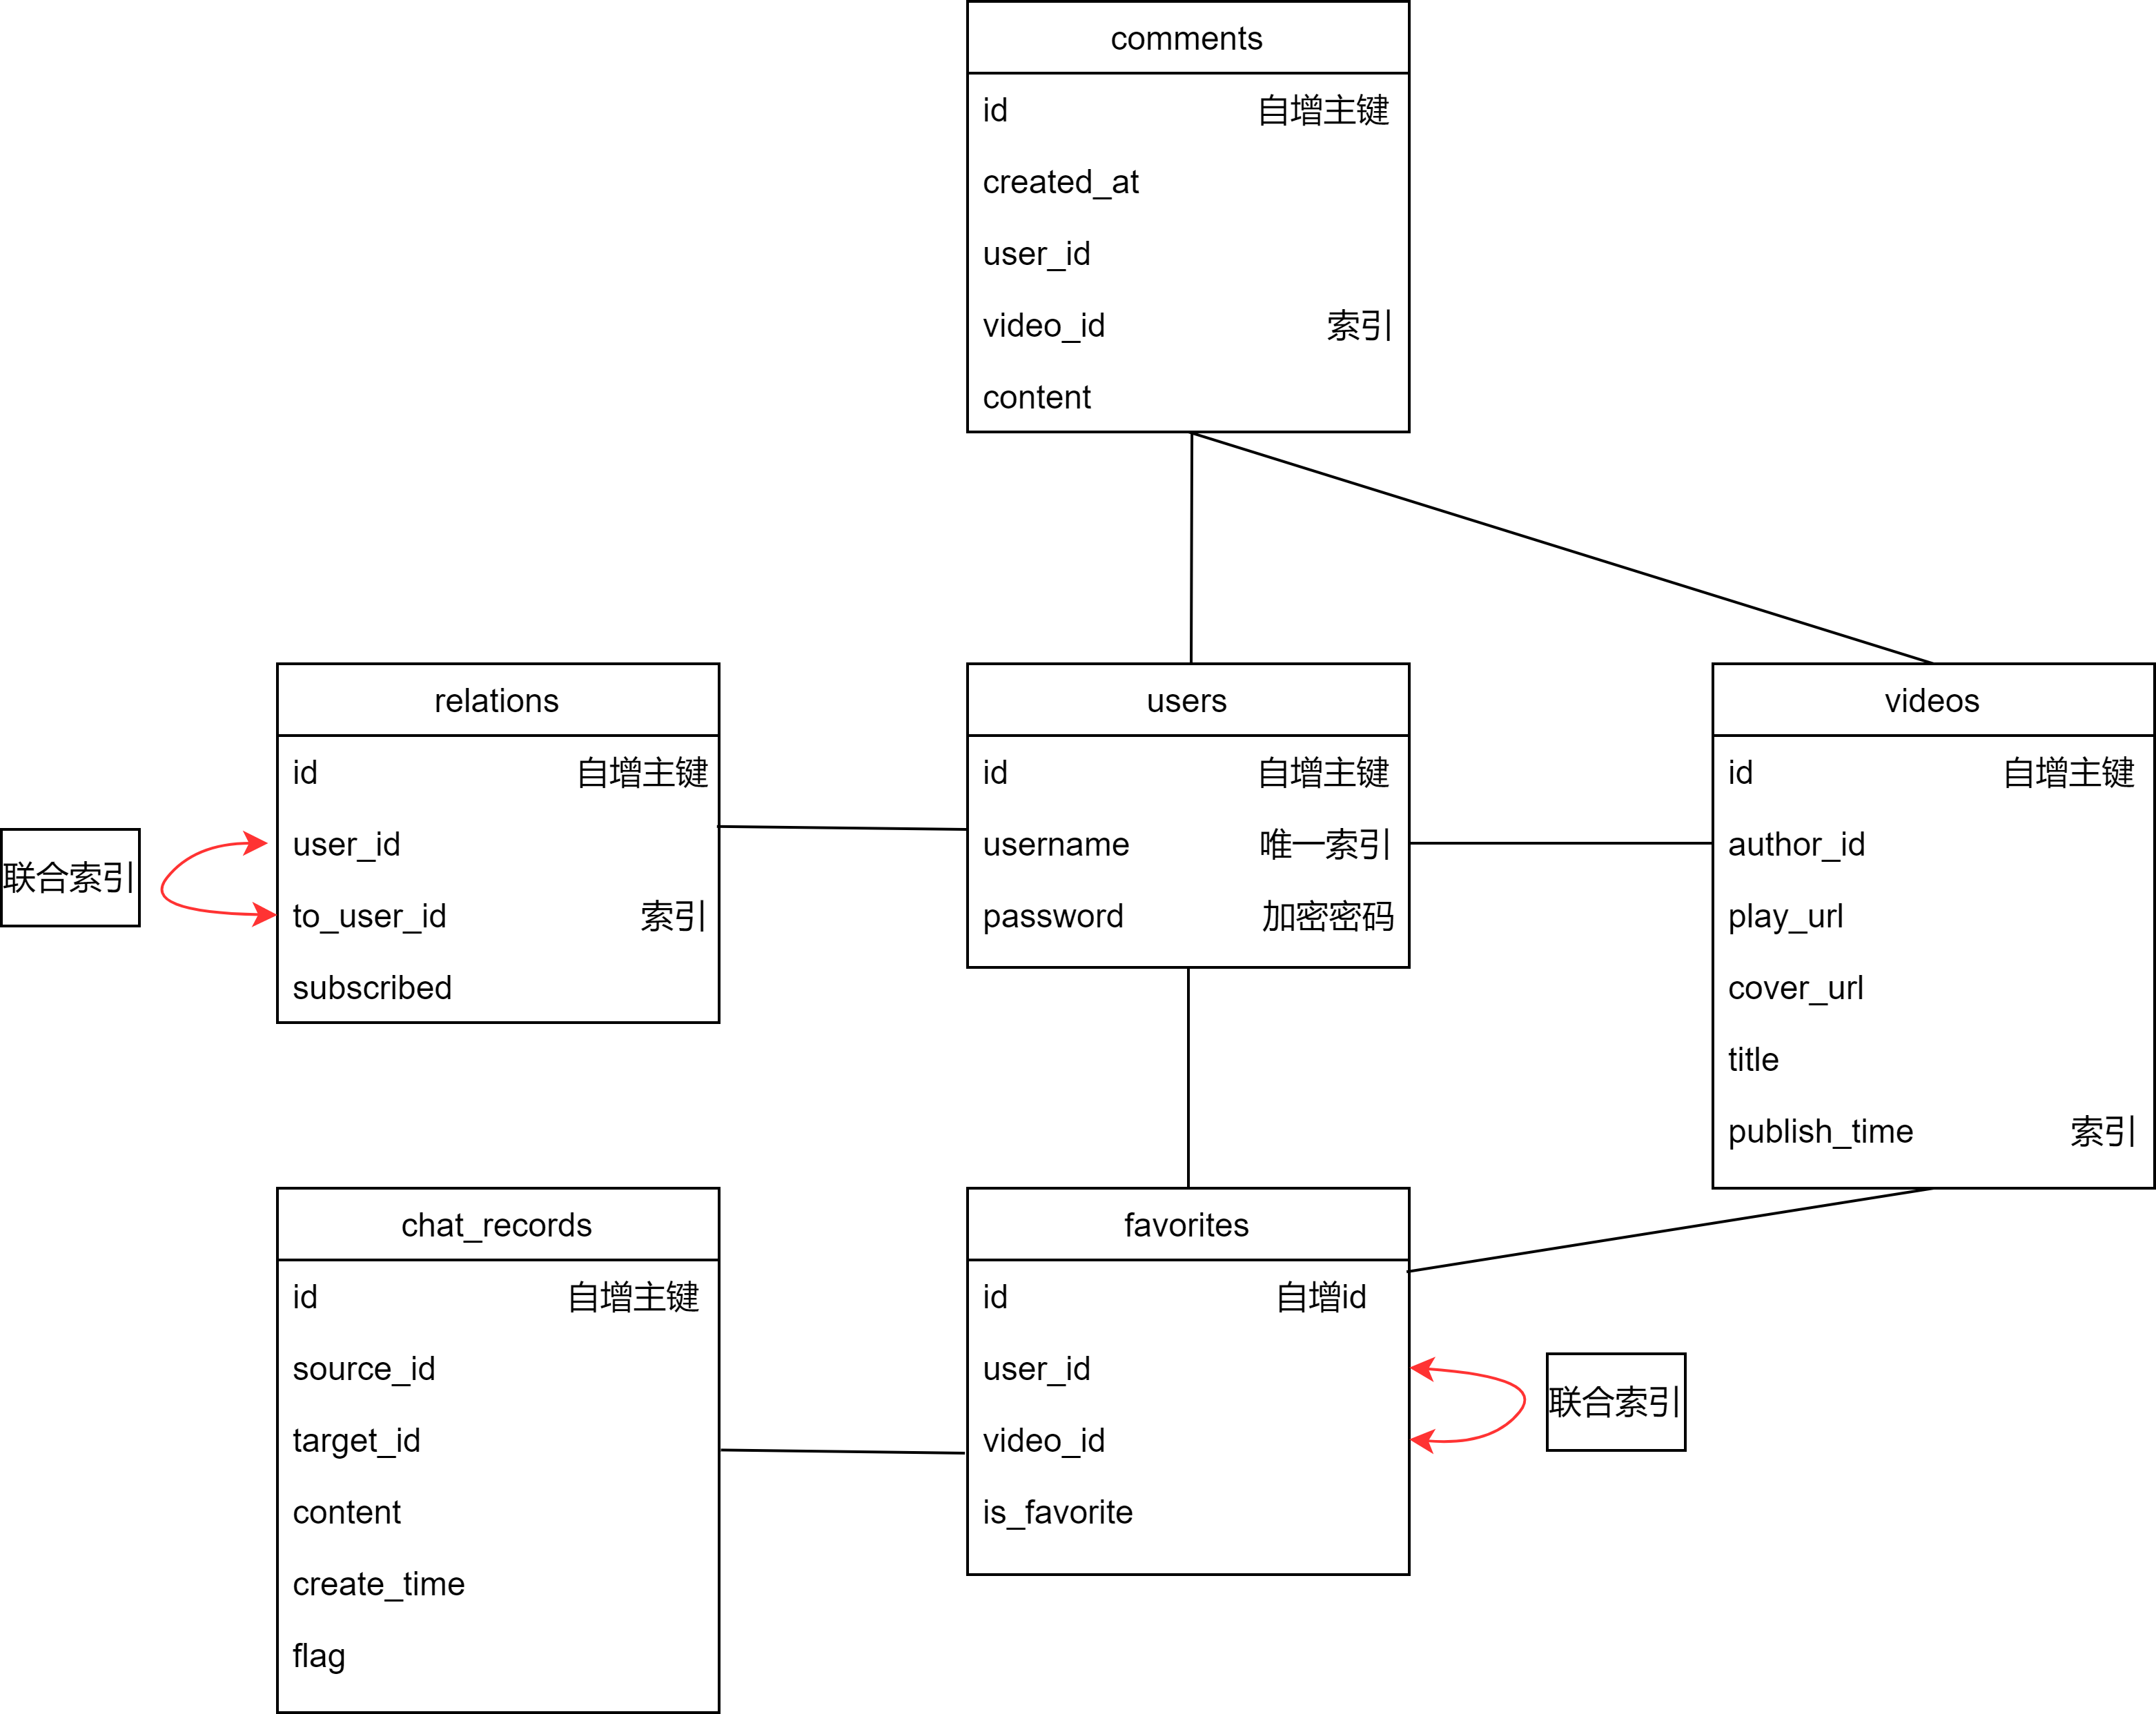 comments
id 自增主键
created_at
user_id
video_id 索引
content
relations
id 自增主键
user_id
to_user_id 索引
subscribed
联合索引
users
id 自增主键
username 唯一索引
password 加密密码
videos
id 自增主键
author_id
play_url
cover_url
title
publish_time 索引
chat_records
id 自增主键
source_id
target_id
content
create_time
flag
favorites
id 自增id
user_id
video_id
is_favorite
联合索引